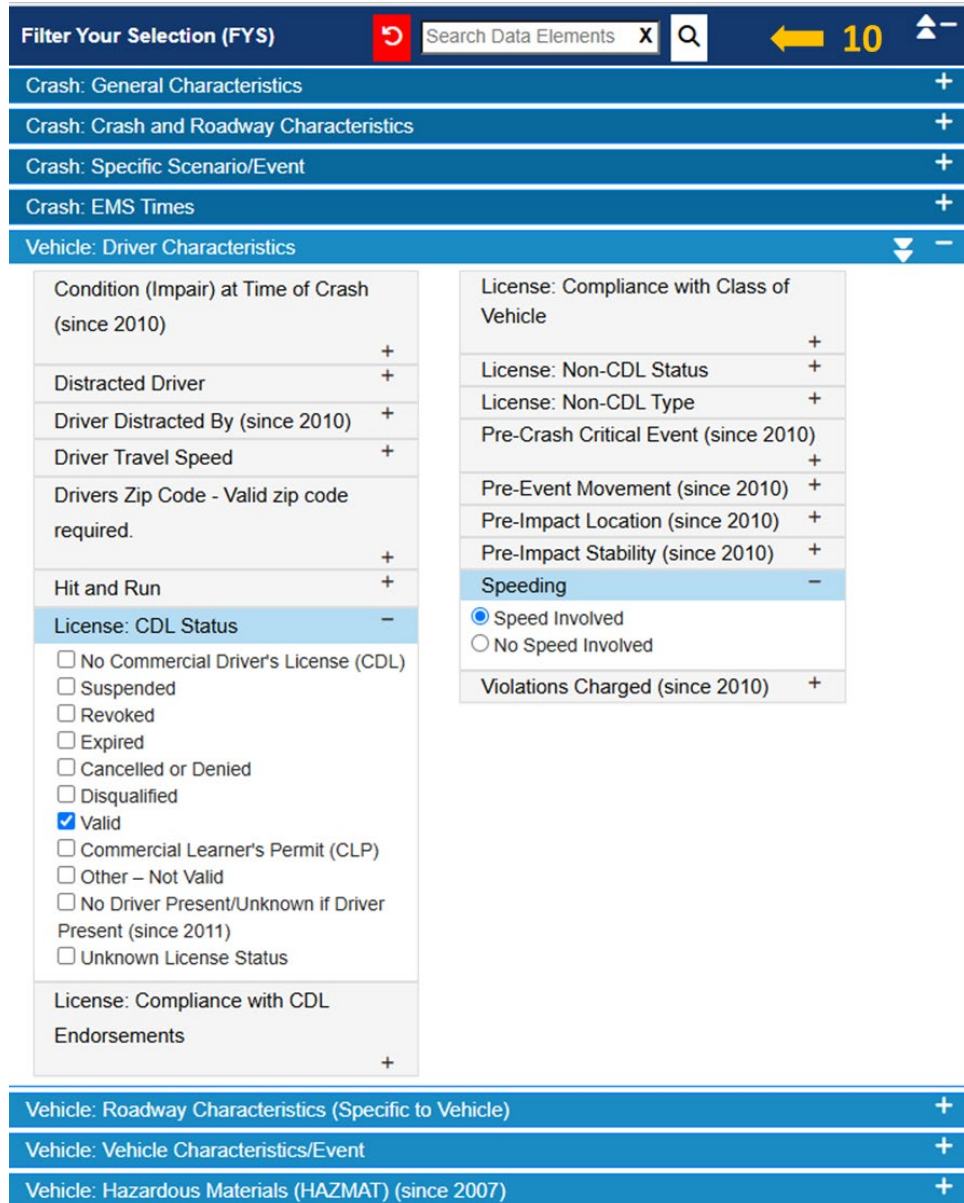 Filter Your Selection (FYS)
Search Data Elements X
10
Crash: General Characteristics
Crash: Crash and Roadway Characteristics
Crash: Specific Scenario/Event
Crash: EMS Times
Vehicle: Driver Characteristics
Condition (Impair) at Time of Crash
(since 2010)
Distracted Driver
Driver Distracted By (since 2010)
Driver Travel Speed
Drivers Zip Code - Valid zip code
required.
Hit and Run
License: CDL Status
No Commercial Driver's License (CDL)
Suspended
Revoked
Expired
Cancelled or Denied
Disqualified
Valid
Commercial Learner's Permit (CLP)
Other – Not Valid
No Driver Present/Unknown if Driver
Present (since 2011)
Unknown License Status
License: Compliance with CDL
Endorsements
License: Compliance with Class of
Vehicle
License: Non-CDL Status
License: Non-CDL Type
Pre-Crash Critical Event (since 2010)
Pre-Event Movement (since 2010)
Pre-Impact Location (since 2010)
Pre-Impact Stability (since 2010)
Speeding
Speed Involved
No Speed Involved
Violations Charged (since 2010)
Vehicle: Roadway Characteristics (Specific to Vehicle)
Vehicle: Vehicle Characteristics/Event
Vehicle: Hazardous Materials (HAZMAT) (since 2007)